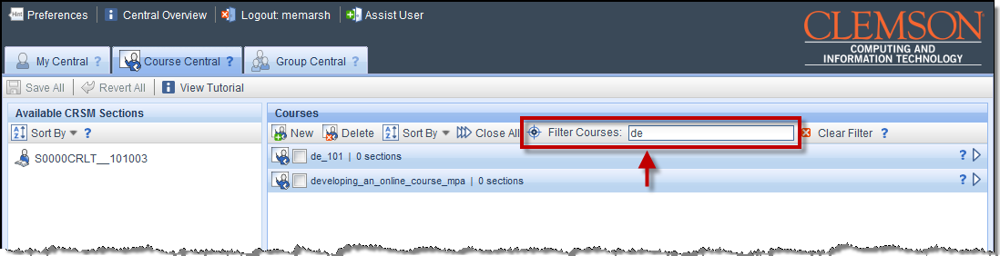 Hint Preferences | Central Overview | Logout: memarsh | Assist User
CLEMSON
COMPUTING AND
INFORMATION TECHNOLOGY
My Central ? Course Central ? Group Central ?
Save All | Revert All | View Tutorial
Available CRSM Sections
Sort By ?
S0000CRLT__101003
Courses
New Delete Sort By Close All Filter Courses: de Clear Filter ?
de_101 | 0 sections ?
developing_an_online_course_mpa | 0 sections ?